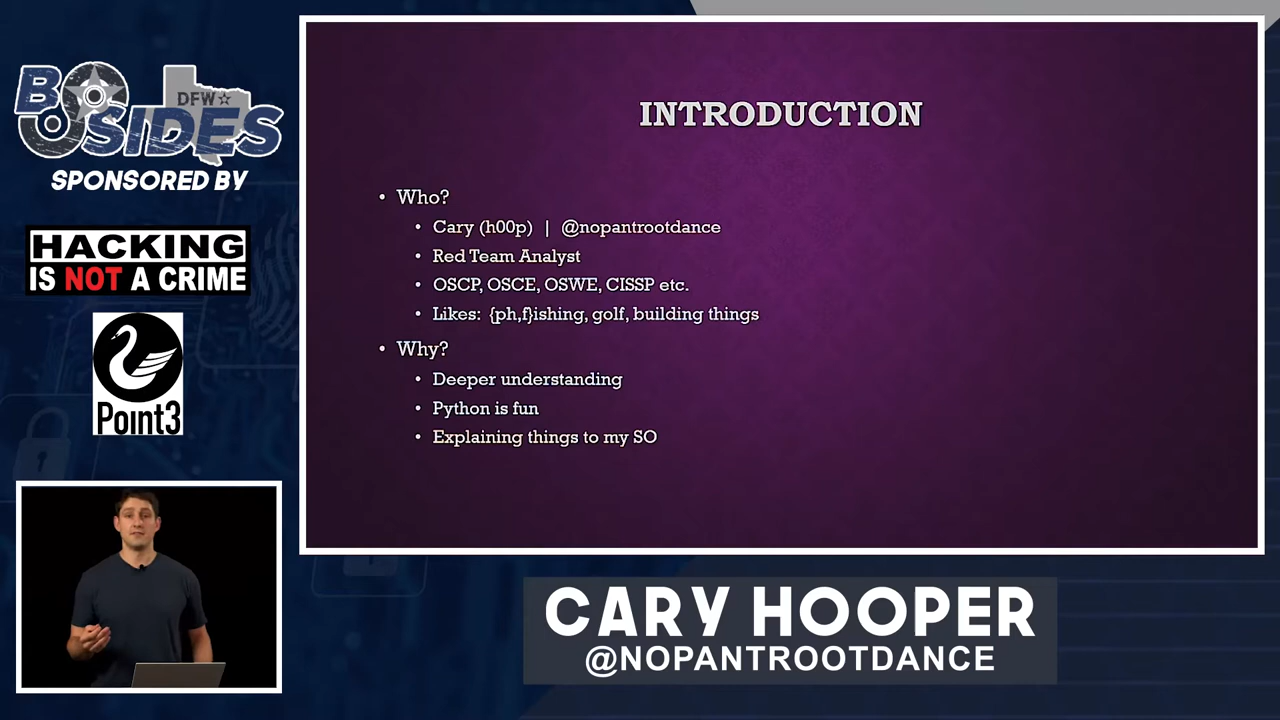 BSIDES
DFW
SPONSORED BY
HACKING
IS NOT A CRIME
Point3
INTRODUCTION
• Who?
• Cary (h00p) | @nopantrootdance
• Red Team Analyst
• OSCP, OSCE, OSWE, CISSP etc.
• Likes: {ph,f}ishing, golf, building things
• Why?
• Deeper understanding
• Python is fun
• Explaining things to my SO
CARY HOOPER
@NOPANTROOTDANCE